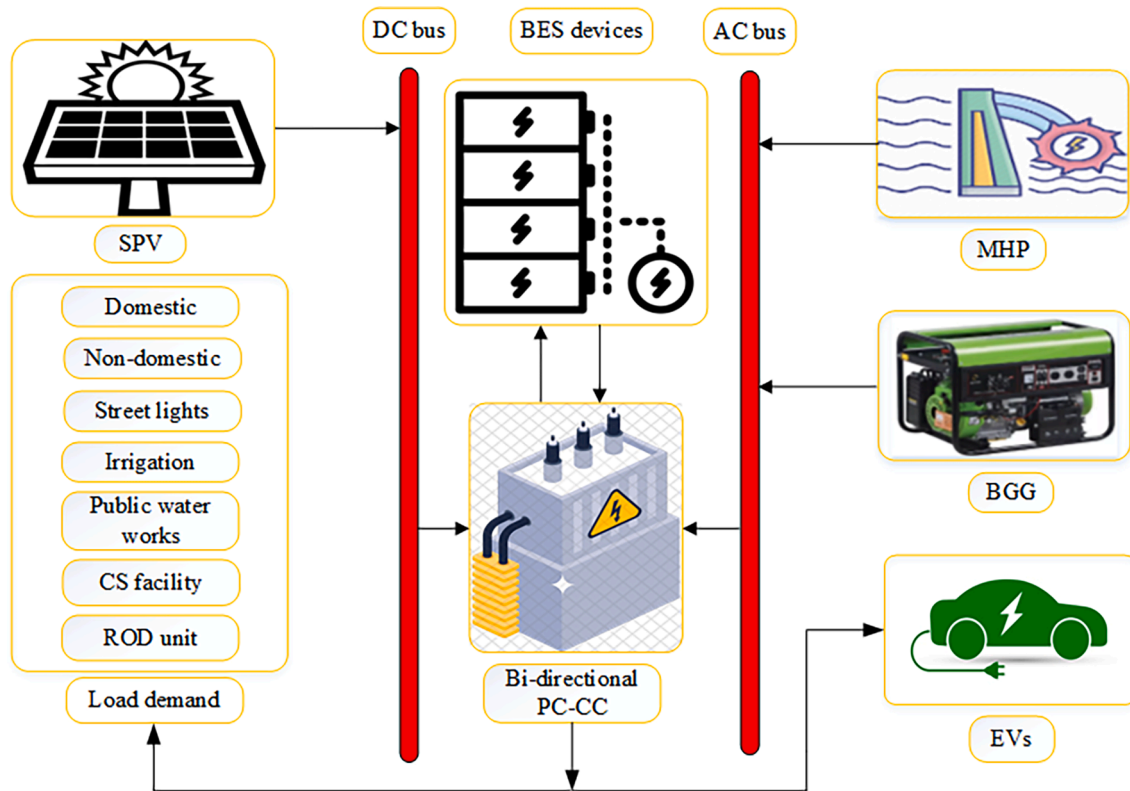 DC bus
BES devices
AC bus
SPV
MHP
Domestic
Non-domestic
Street lights
Irrigation
Public water
works
CS facility
ROD unit
Load demand
BGG
Bi-directional
PC-CC
EVs